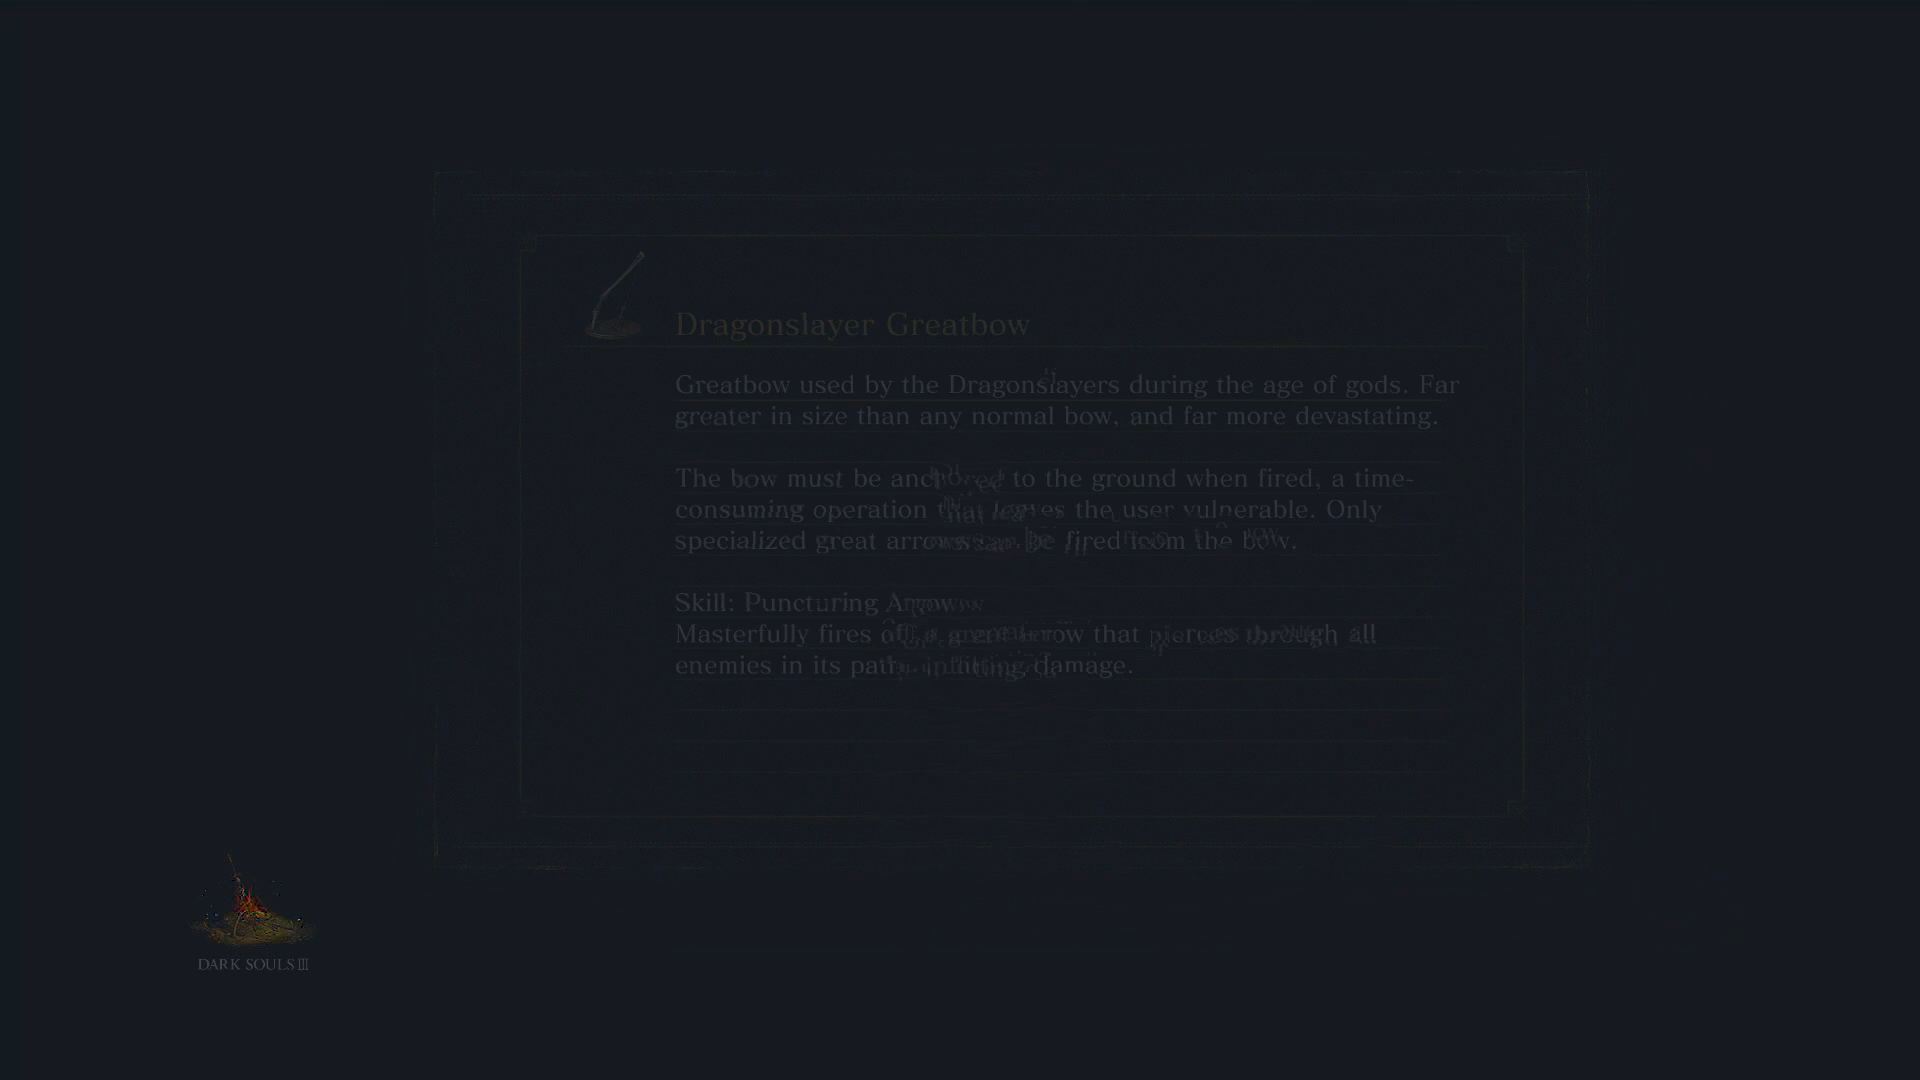 Dragonslayer Greatbow
Greatbow used by the Dragonslayers during the age of gods. Far
greater in size than any normal bow, and far more devastating.
The bow must be anchored to the ground when fired, a time-
consuming operation that leaves the user vulnerable. Only
specialized great arrows can be fired from the bow.
Skill: Puncturing Arrow
Masterfully fires off a great arrow that pierces through all
enemies in its path, inflicting damage.
DARK SOULS III